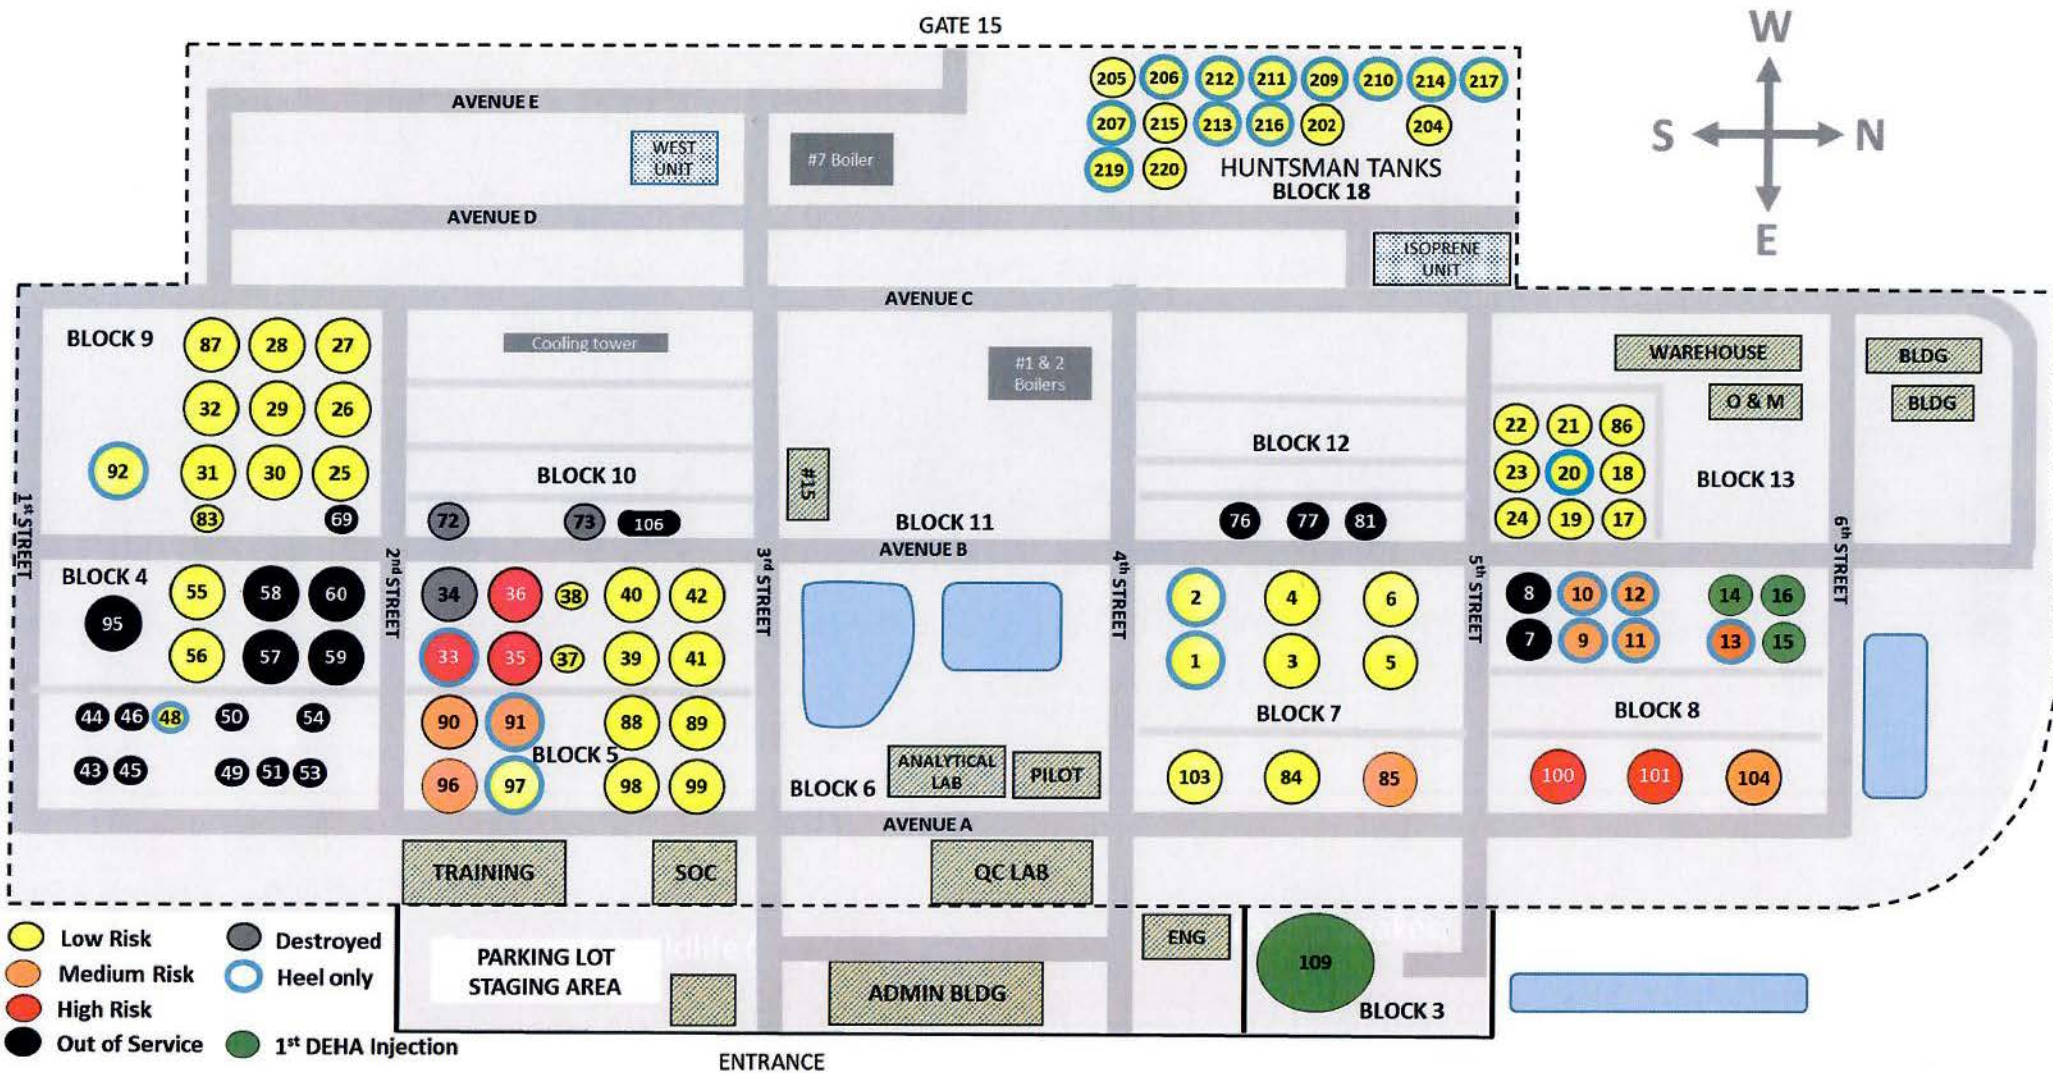 GATE 15
W
S N
E
AVENUE E
205 206 212 211 209 210 214 217
207 215 213 216 202 204
219 220 HUNTSMAN TANKS
BLOCK 18
WEST
UNIT
#7 Boiler
AVENUE D
ISOPRENE
UNIT
AVENUE C
BLOCK 9
87 28 27
32 29 26
92 31 30 25
83 69
1st STREET
Cooling tower
BLOCK 10
72 73 106
#1 & 2
Boilers
#15
BLOCK 11
AVENUE B
BLOCK 12
76 77 81
WAREHOUSE
O & M
22 21 86
23 20 18
24 19 17
BLOCK 13
BLDG
BLDG
6th STREET
BLOCK 4
95
55 58 60
56 57 59
44 46 48 50 54
43 45 49 51 53
2nd STREET
34 36 38 40 42
33 35 37 39 41
90 91 88 89
BLOCK 5
96 97 98 99
3rd STREET
BLOCK 6
ANALYTICAL
LAB
PILOT
4th STREET
2 4 6
1 3 5
BLOCK 7
103 84 85
5th STREET
8 10 12 14 16
7 9 11 13 15
BLOCK 8
100 101 104
AVENUE A
TRAINING
SOC
QC LAB
ENG
109
BLOCK 3
PARKING LOT
STAGING AREA
ADMIN BLDG
ENTRANCE
Low Risk
Medium Risk
High Risk
Out of Service
Destroyed
Heel only
1st DEHA Injection